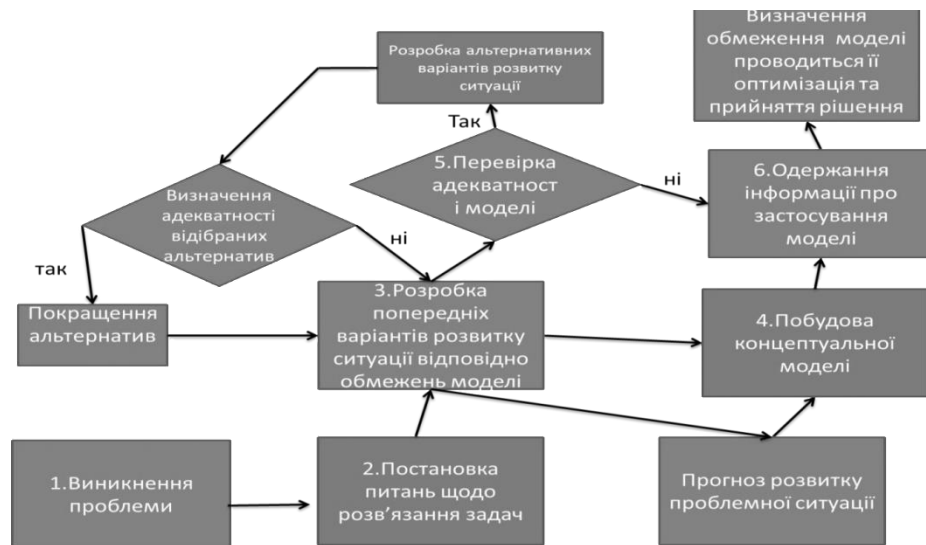 Визначення
обмеження моделі
проводиться її
оптимізація та
прийняття рішення
Розробка альтернативних
варіантів розвитку
ситуації
Так
5.Перевірка
адекватност
і моделі
ні
6.Одержання
інформації про
застосування
моделі
Визначення
адекватності
відібраних
альтернатив
ні
так
Покращення
альтернатив
3.Розробка
попередніх
варіантів розвитку
ситуації відповідно
обмежень моделі
4.Побудова
концептуальної
моделі
1.Виникнення
проблеми
2.Постановка
питань щодо
розв’язання задач
Прогноз розвитку
проблемної ситуації